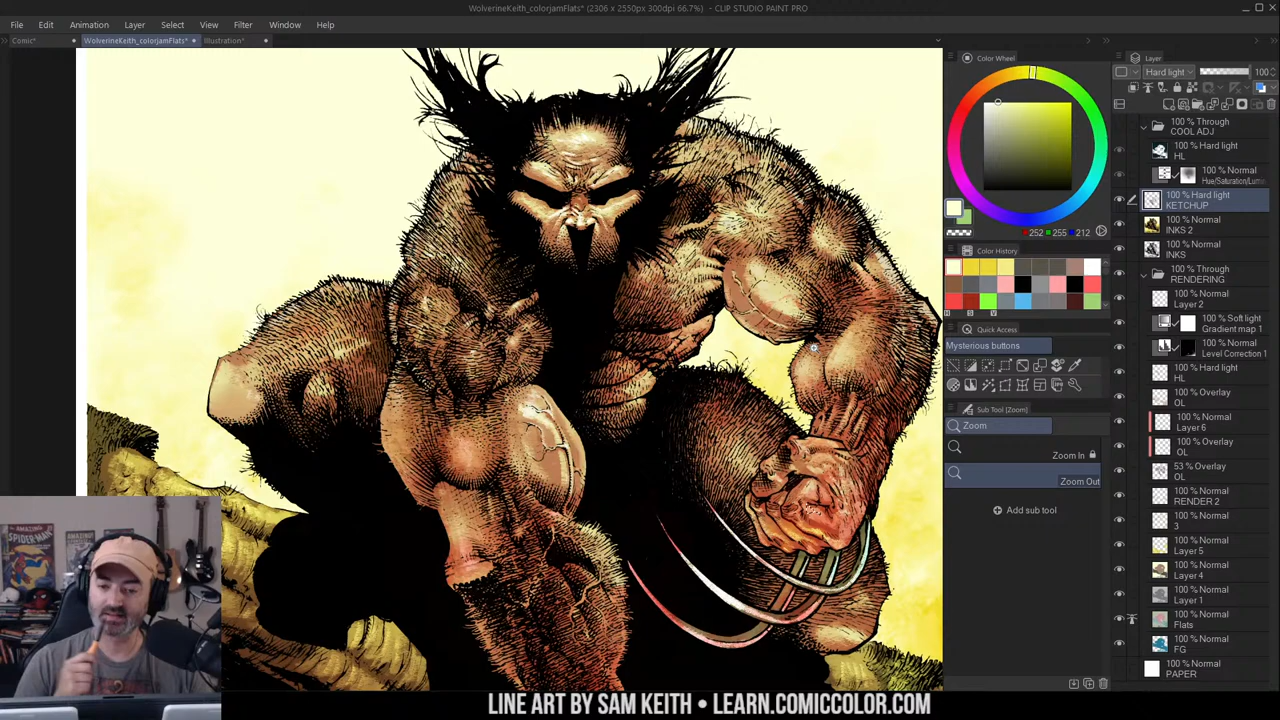 WolverineKeith_colorjamFlats* (2306 x 2550px 300dpi 66.7%) - CLIP STUDIO PAINT PRO
File Edit Animation Layer Select View Filter Window Help
Comic* WolverineKeith_colorjamFlats* Illustration*
Color Wheel
252 255 212
Color History
H S V
Quick Access
Mysterious buttons
Sub Tool [Zoom]
Zoom
Zoom In
Zoom Out
Add sub tool
Layer
Hard light 100
100 % Through
COOL ADJ
100 % Hard light
HL
100 % Normal
Hue/Saturation/Lumi
100 % Hard light
KETCHUP
100 % Normal
INKS 2
100 % Normal
INKS
100 % Through
RENDERING
100 % Normal
Layer 2
100 % Soft light
Gradient map 1
100 % Normal
Level Correction 1
100 % Hard light
HL
100 % Overlay
OL
100 % Normal
Layer 6
100 % Overlay
OL
53 % Overlay
OL
100 % Normal
RENDER 2
100 % Normal
3
100 % Normal
Layer 5
100 % Normal
Layer 4
100 % Normal
Layer 1
100 % Normal
Flats
100 % Normal
FG
100 % Normal
PAPER
AMAZING
SPIDER-MAN
LINE ART BY SAM KEITH • LEARN.COMICCOLOR.COM